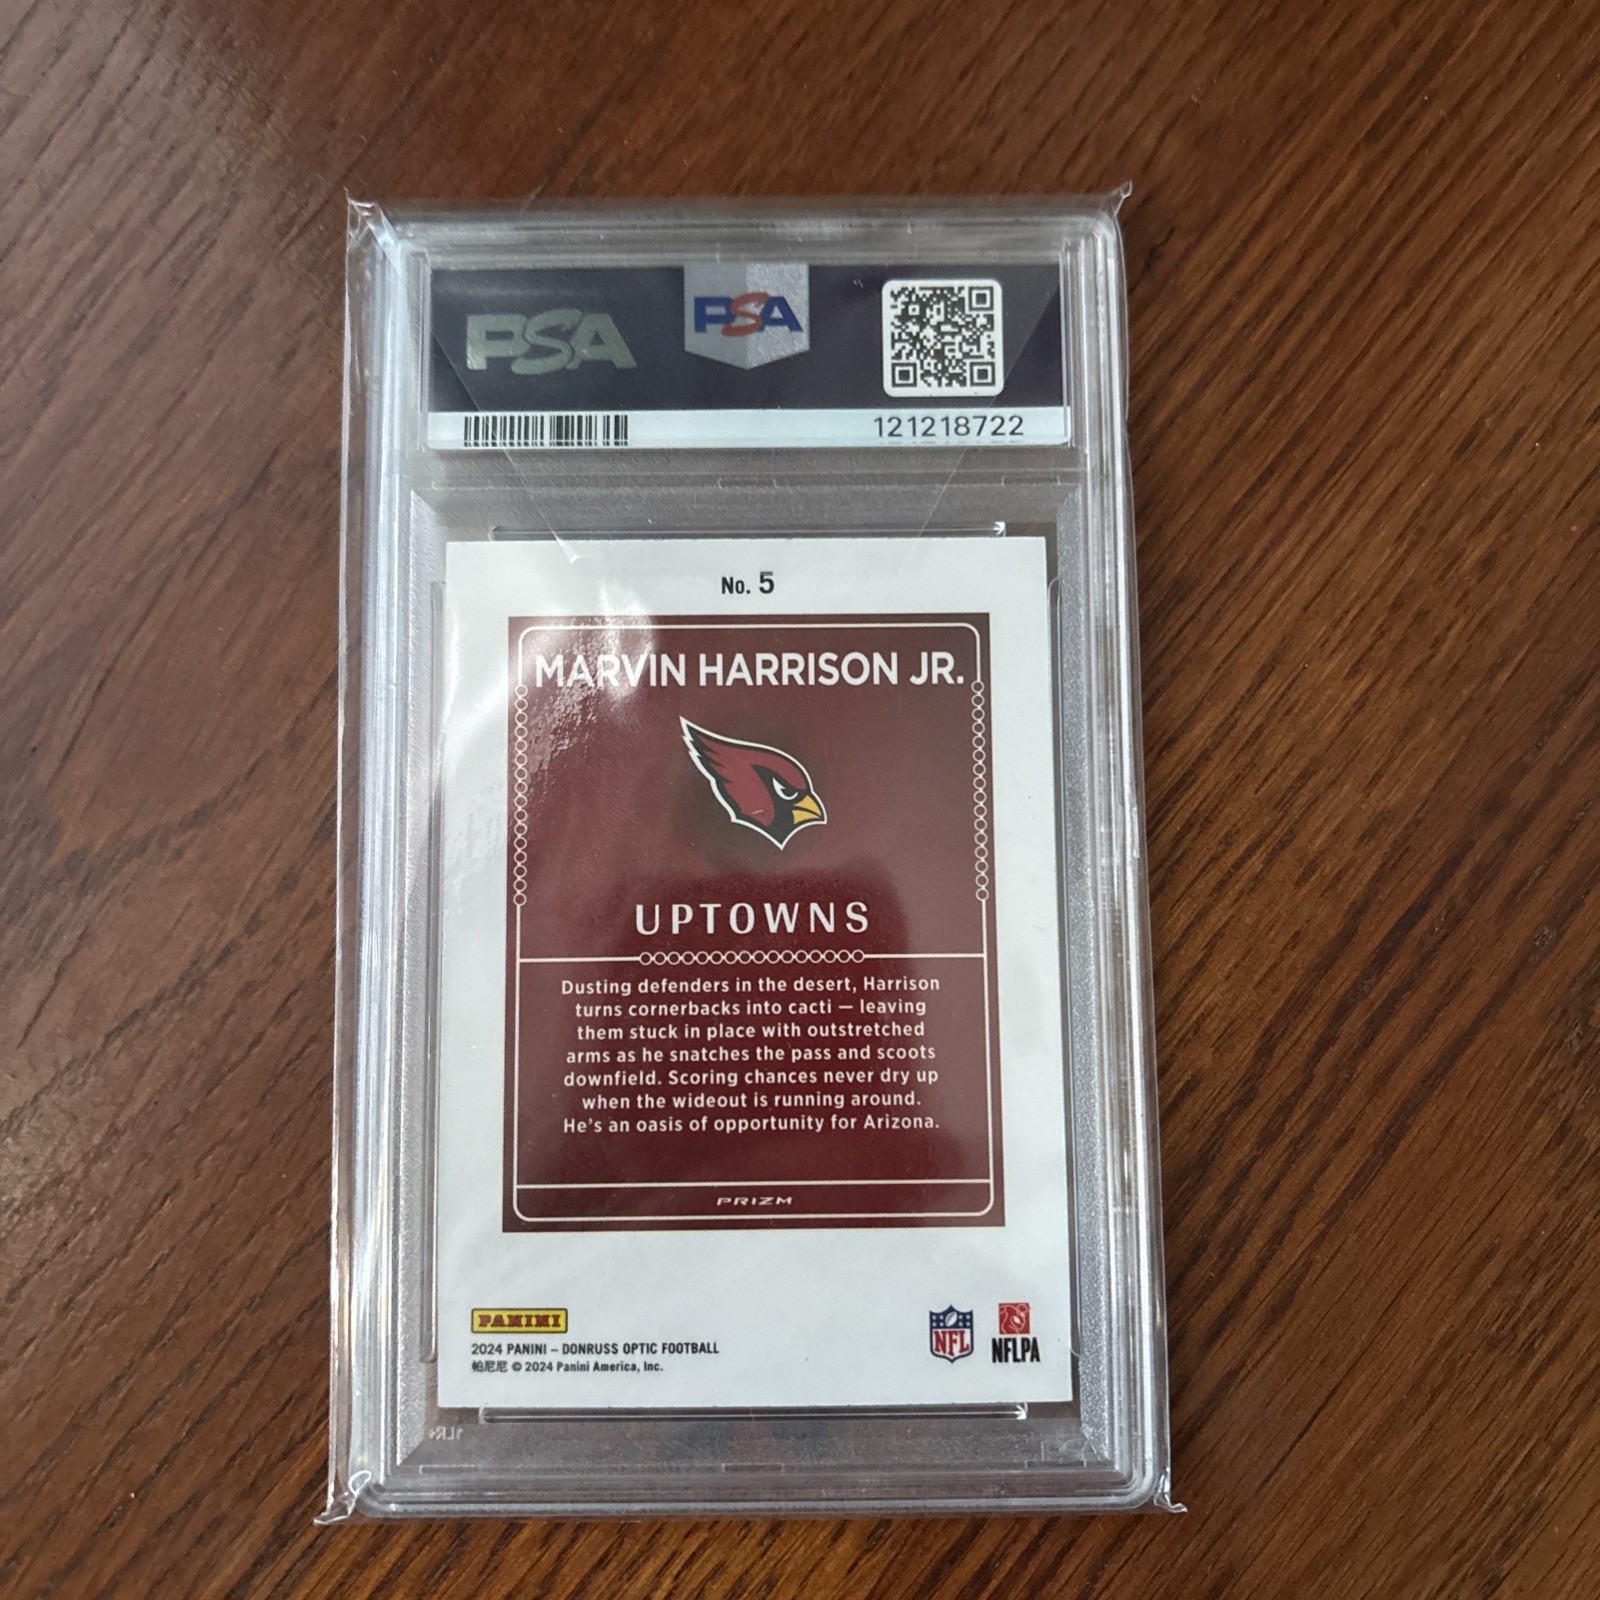 PSA
PSA
121218722
No. 5
MARVIN HARRISON JR.
UPTOWNS
Dusting defenders in the desert, Harrison
turns cornerbacks into cacti — leaving
them stuck in place with outstretched
arms as he snatches the pass and scoots
downfield. Scoring chances never dry up
when the wideout is running around.
He's an oasis of opportunity for Arizona.
PRIZM
PANINI
2024 PANINI – DONRUSS OPTIC FOOTBALL
帕尼尼 © 2024 Panini America, Inc.
NFL
NFLPA